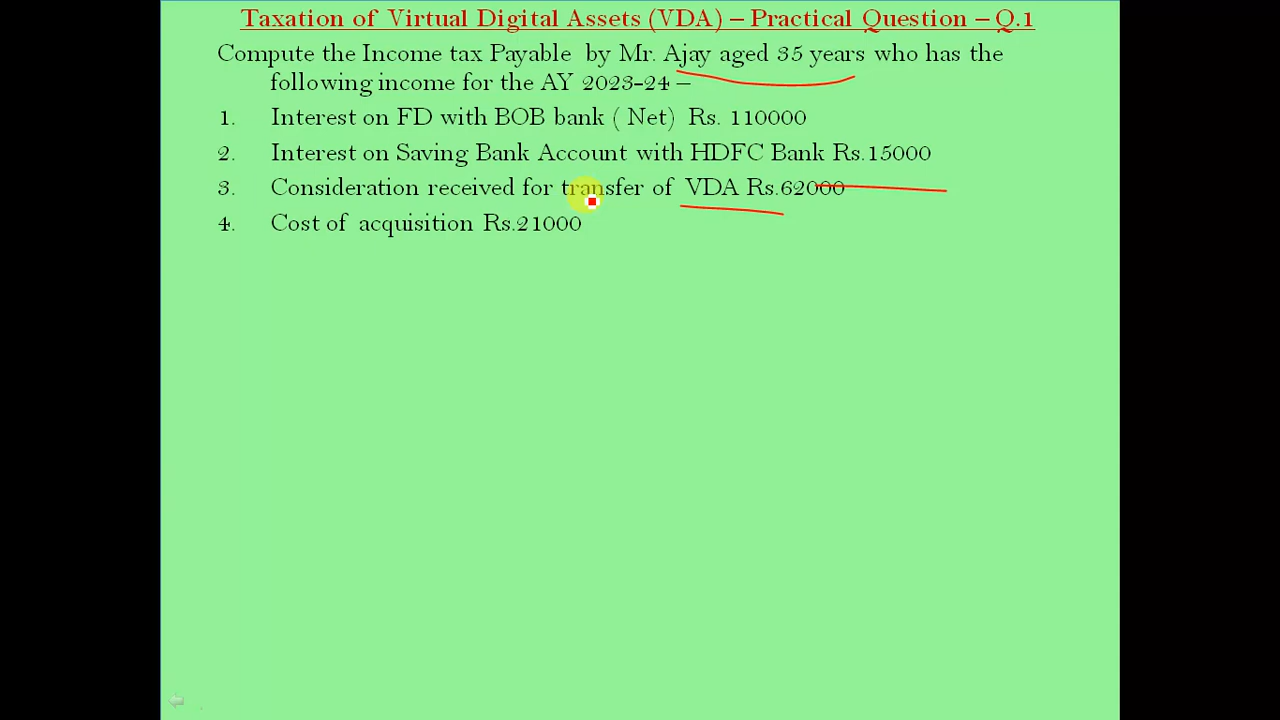 Taxation of Virtual Digital Assets (VDA) – Practical Question – Q.1
Compute the Income tax Payable by Mr. Ajay aged 35 years who has the
following income for the AY 2023-24 –
1. Interest on FD with BOB bank ( Net) Rs. 110000
2. Interest on Saving Bank Account with HDFC Bank Rs.15000
3. Consideration received for transfer of VDA Rs.62000
4. Cost of acquisition Rs.21000